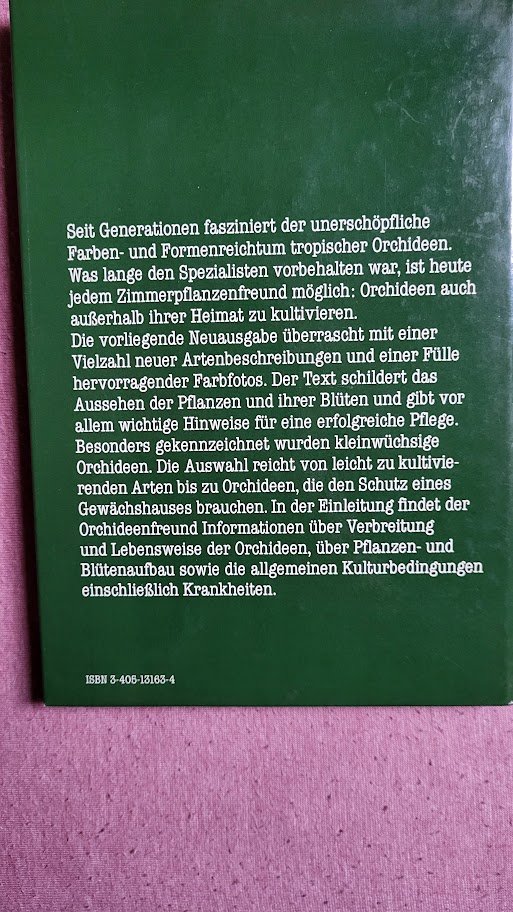 Seit Generationen fasziniert der unerschöpfliche
Farben- und Formenreichtum tropischer Orchideen.
Was lange den Spezialisten vorbehalten war, ist heute
jedem Zimmerpflanzenfreund möglich: Orchideen auch
außerhalb ihrer Heimat zu kultivieren.
Die vorliegende Neuausgabe überrascht mit einer
Vielzahl neuer Artenbeschreibungen und einer Fülle
hervorragender Farbfotos. Der Text schildert das
Aussehen der Pflanzen und ihrer Blüten und gibt vor
allem wichtige Hinweise für eine erfolgreiche Pflege.
Besonders gekennzeichnet wurden kleinwüchsige
Orchideen. Die Auswahl reicht von leicht zu kultivie-
renden Arten bis zu Orchideen, die den Schutz eines
Gewächshauses brauchen. In der Einleitung findet der
Orchideenfreund Informationen über Verbreitung
und Lebensweise der Orchideen, über Pflanzen- und
Blütenaufbau sowie die allgemeinen Kulturbedingungen
einschließlich Krankheiten.
ISBN 3-405-13163-4